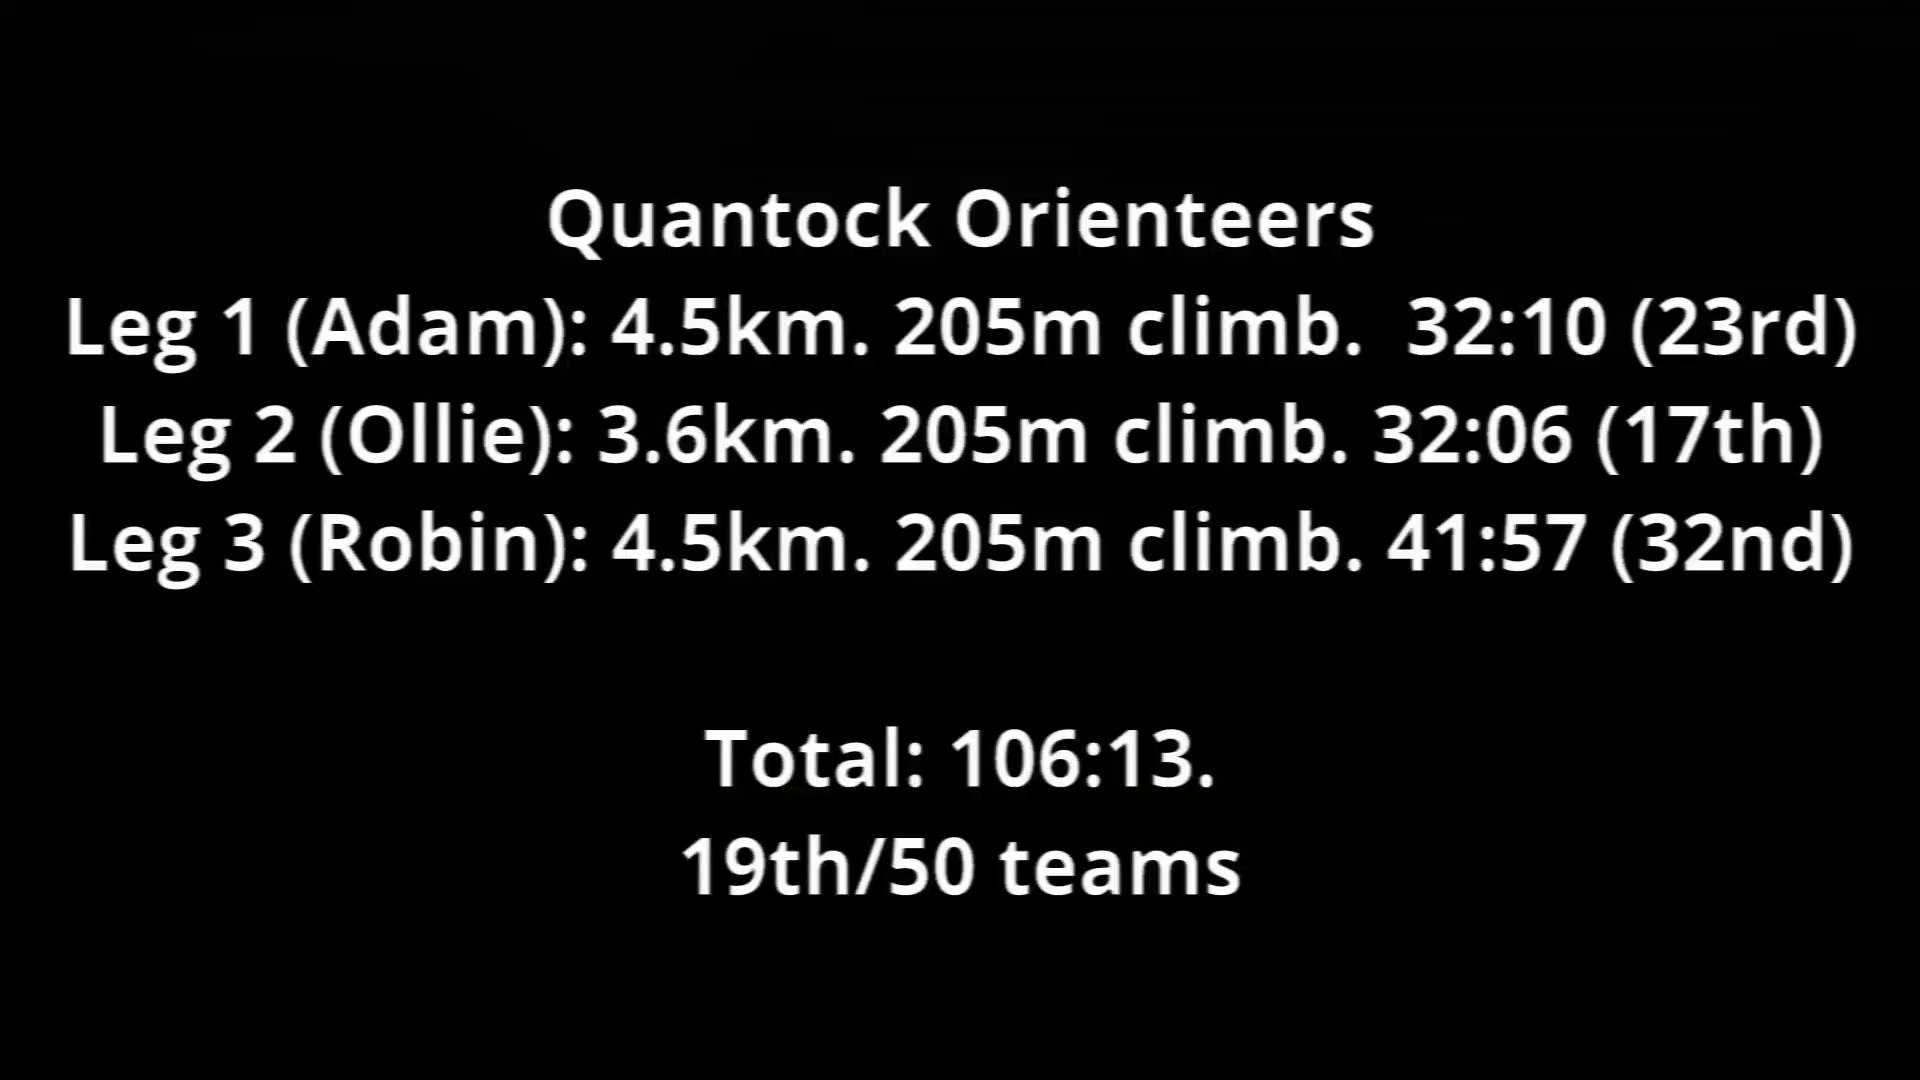 Quantock Orienteers
Leg 1 (Adam): 4.5km. 205m climb.  32:10 (23rd)
Leg 2 (Ollie): 3.6km. 205m climb. 32:06 (17th)
Leg 3 (Robin): 4.5km. 205m climb. 41:57 (32nd)
Total: 106:13.
19th/50 teams